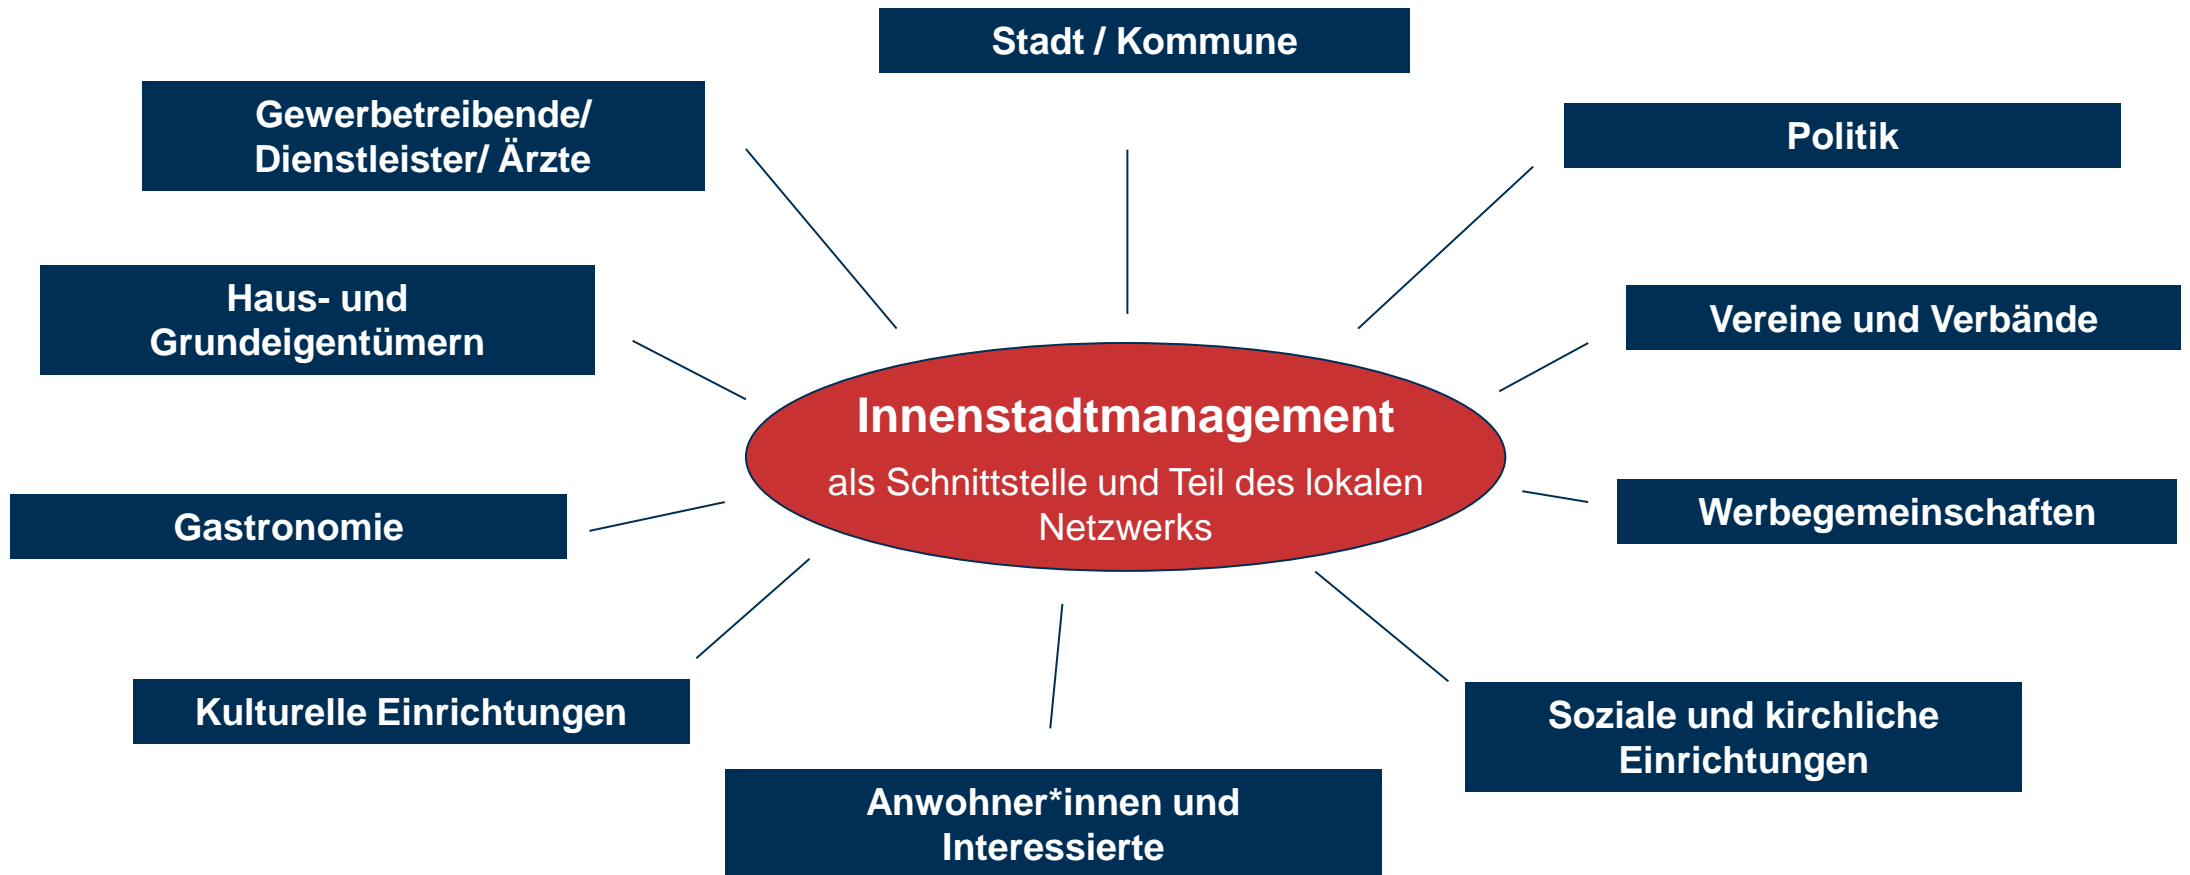 Stadt / Kommune
Gewerbetreibende/
Dienstleister/ Ärzte
Politik
Haus- und
Grundeigentümern
Vereine und Verbände
Innenstadtmanagement
als Schnittstelle und Teil des lokalen
Netzwerks
Gastronomie
Werbegemeinschaften
Kulturelle Einrichtungen
Soziale und kirchliche
Einrichtungen
Anwohner*innen und
Interessierte